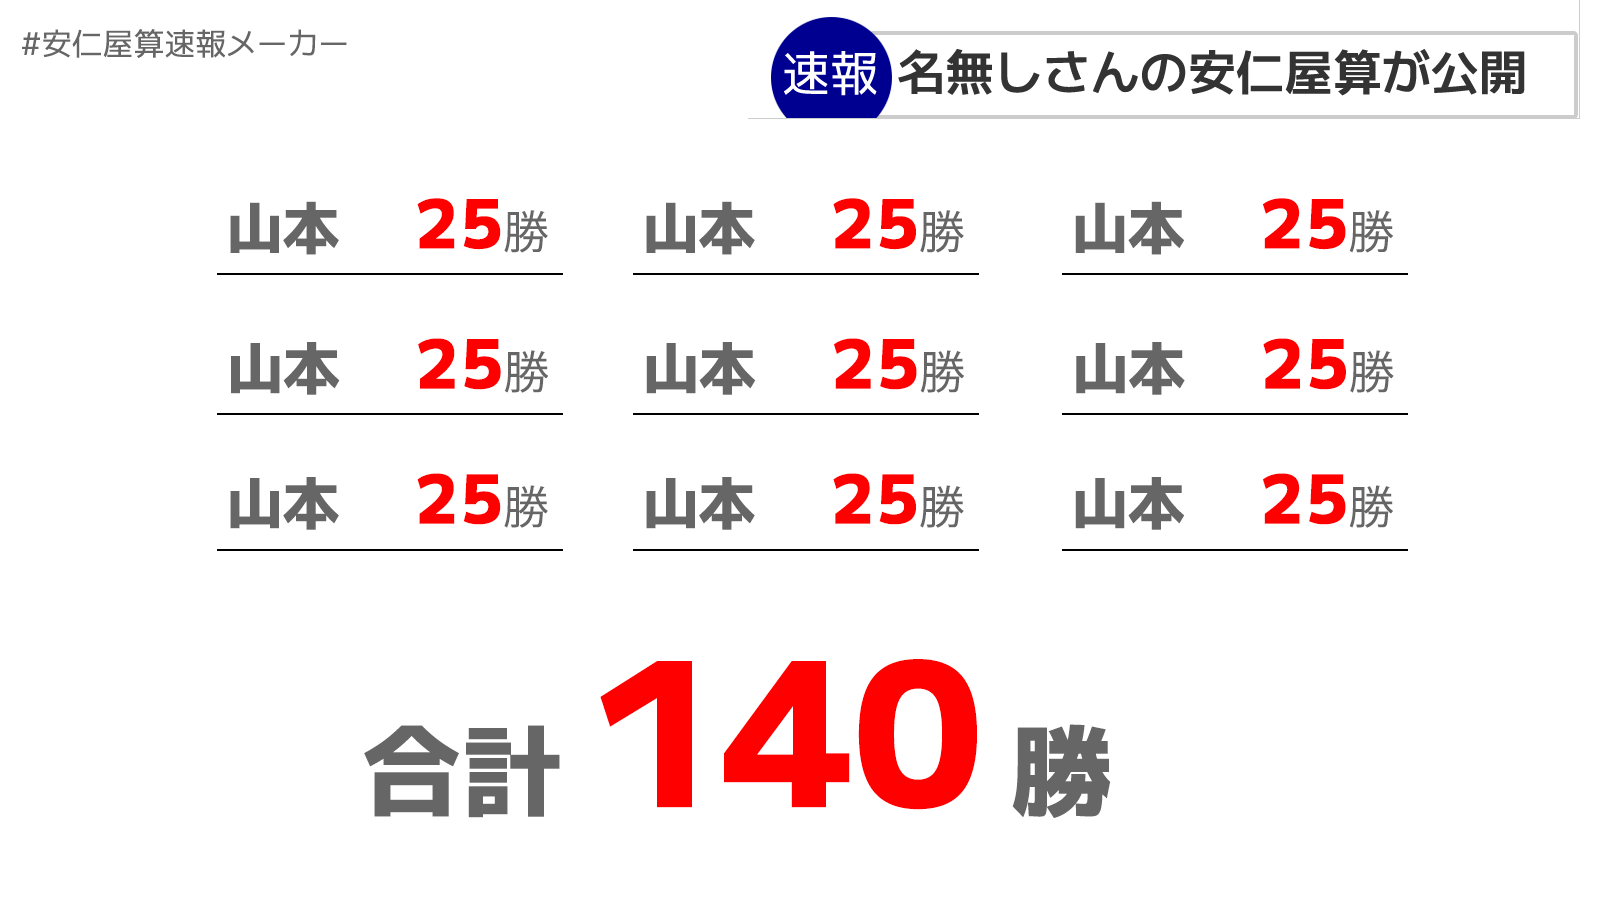 #安仁屋算速報メーカー
速報 名無しさんの安仁屋算が公開
山本 25勝 山本 25勝 山本 25勝
山本 25勝 山本 25勝 山本 25勝
山本 25勝 山本 25勝 山本 25勝
合計 140 勝